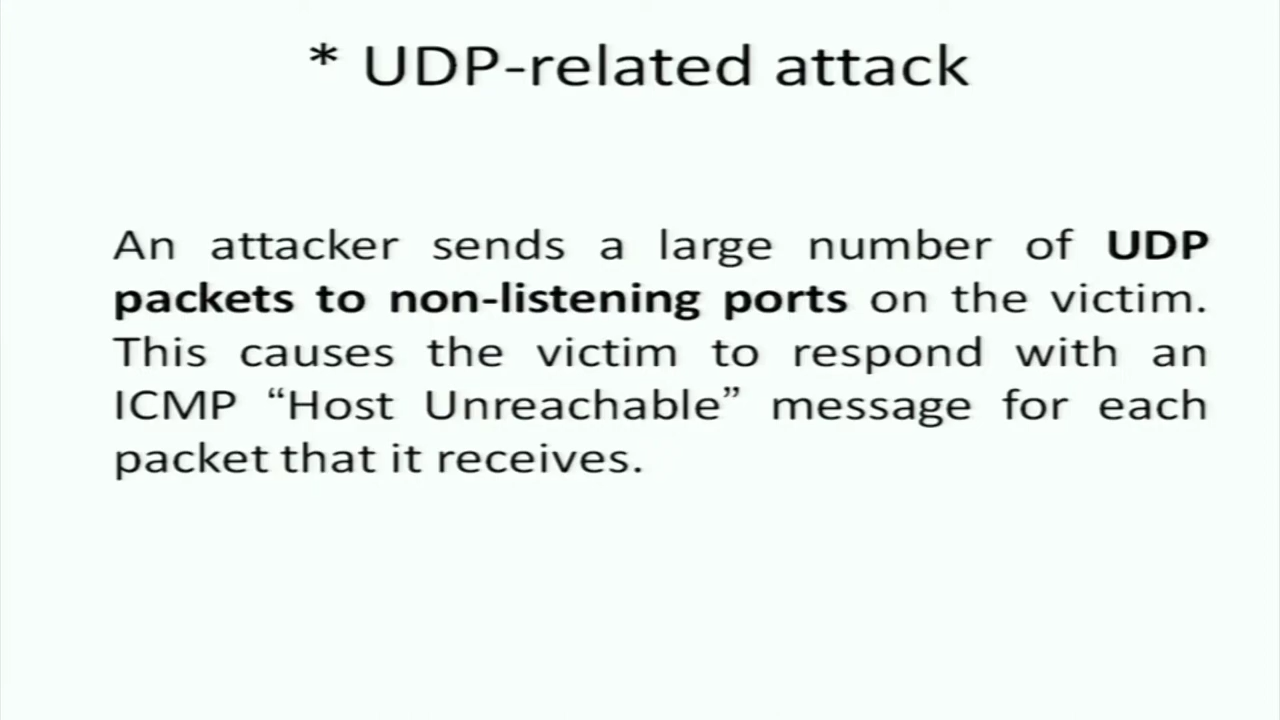 * UDP-related attack
An attacker sends a large number of UDP
packets to non-listening ports on the victim.
This causes the victim to respond with an
ICMP “Host Unreachable” message for each
packet that it receives.